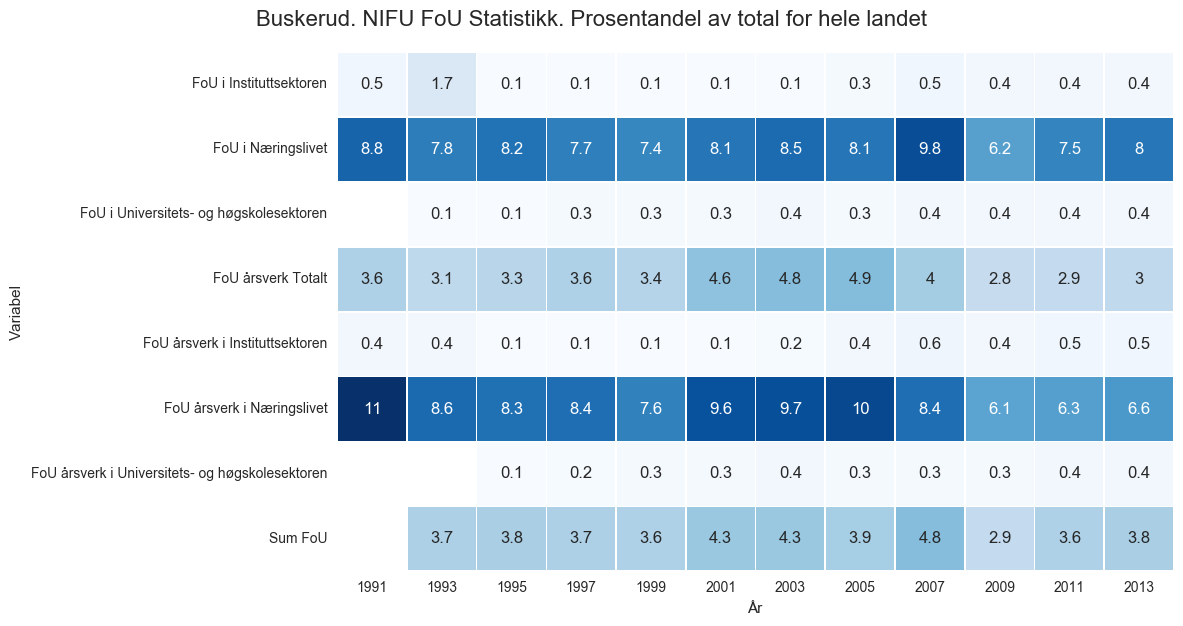 Buskerud. NIFU FoU Statistikk. Prosentandel av total for hele landet
FoU i Instituttsektoren 0.5 1.7 0.1 0.1 0.1 0.1 0.1 0.3 0.5 0.4 0.4 0.4
FoU i Næringslivet 8.8 7.8 8.2 7.7 7.4 8.1 8.5 8.1 9.8 6.2 7.5 8
FoU i Universitets- og høgskolesektoren 0.1 0.1 0.3 0.3 0.3 0.4 0.3 0.4 0.4 0.4 0.4
FoU årsverk Totalt 3.6 3.1 3.3 3.6 3.4 4.6 4.8 4.9 4 2.8 2.9 3
Variabel
FoU årsverk i Instituttsektoren 0.4 0.4 0.1 0.1 0.1 0.1 0.2 0.4 0.6 0.4 0.5 0.5
FoU årsverk i Næringslivet 11 8.6 8.3 8.4 7.6 9.6 9.7 10 8.4 6.1 6.3 6.6
FoU årsverk i Universitets- og høgskolesektoren 0.1 0.2 0.3 0.3 0.4 0.3 0.3 0.3 0.4 0.4
Sum FoU 3.7 3.8 3.7 3.6 4.3 4.3 3.9 4.8 2.9 3.6 3.8
1991 1993 1995 1997 1999 2001 2003 2005 2007 2009 2011 2013
År